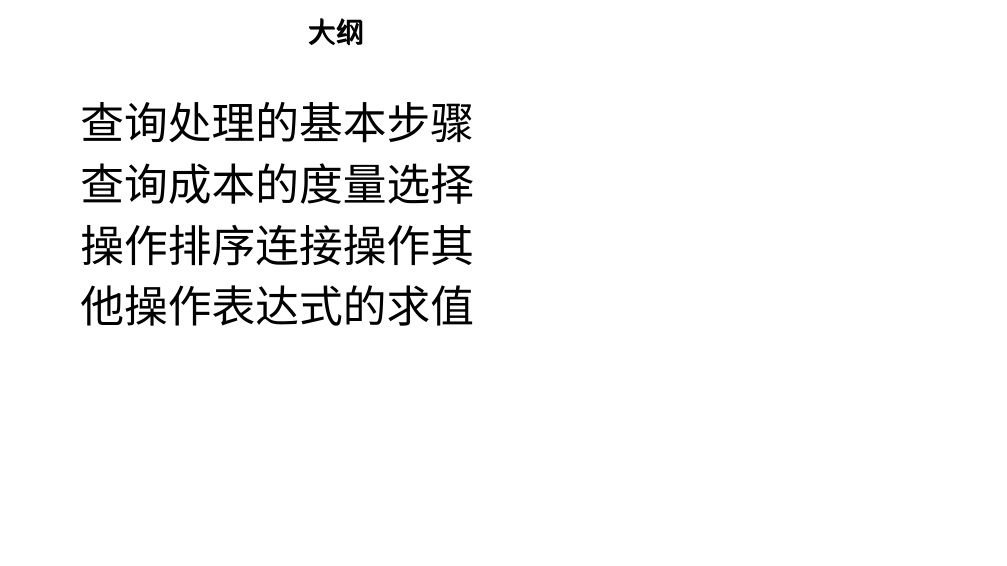 大纲
查询处理的基本步骤
查询成本的度量选择
操作排序连接操作其
他操作表达式的求值